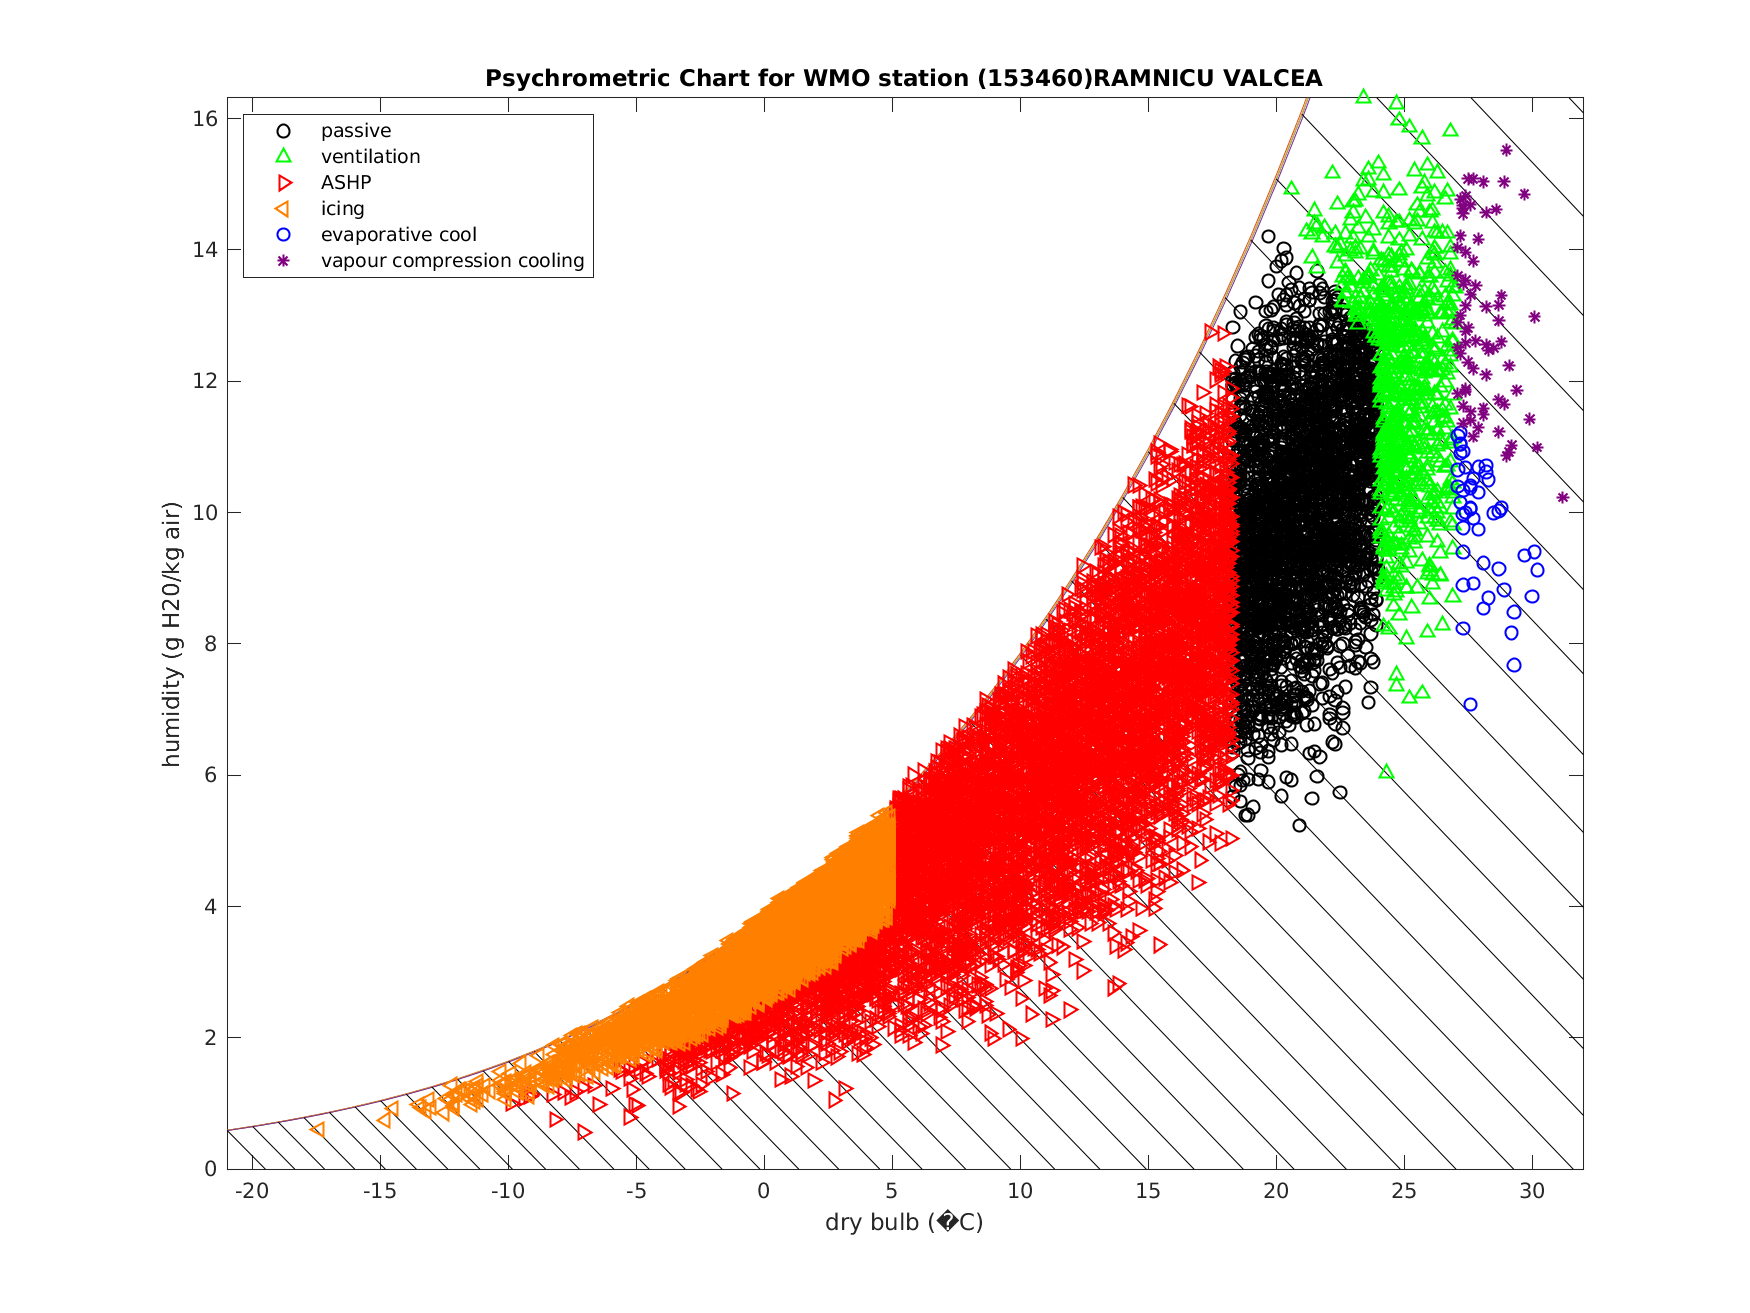 Psychrometric Chart for WMO station (153460)RAMNICU VALCEA
16
14
12
10
8
6
4
2
0
humidity (g H20/kg air)
passive
ventilation
ASHP
icing
evaporative cool
vapour compression cooling
-20 -15 -10 -5 0 5 10 15 20 25 30
dry bulb (�C)